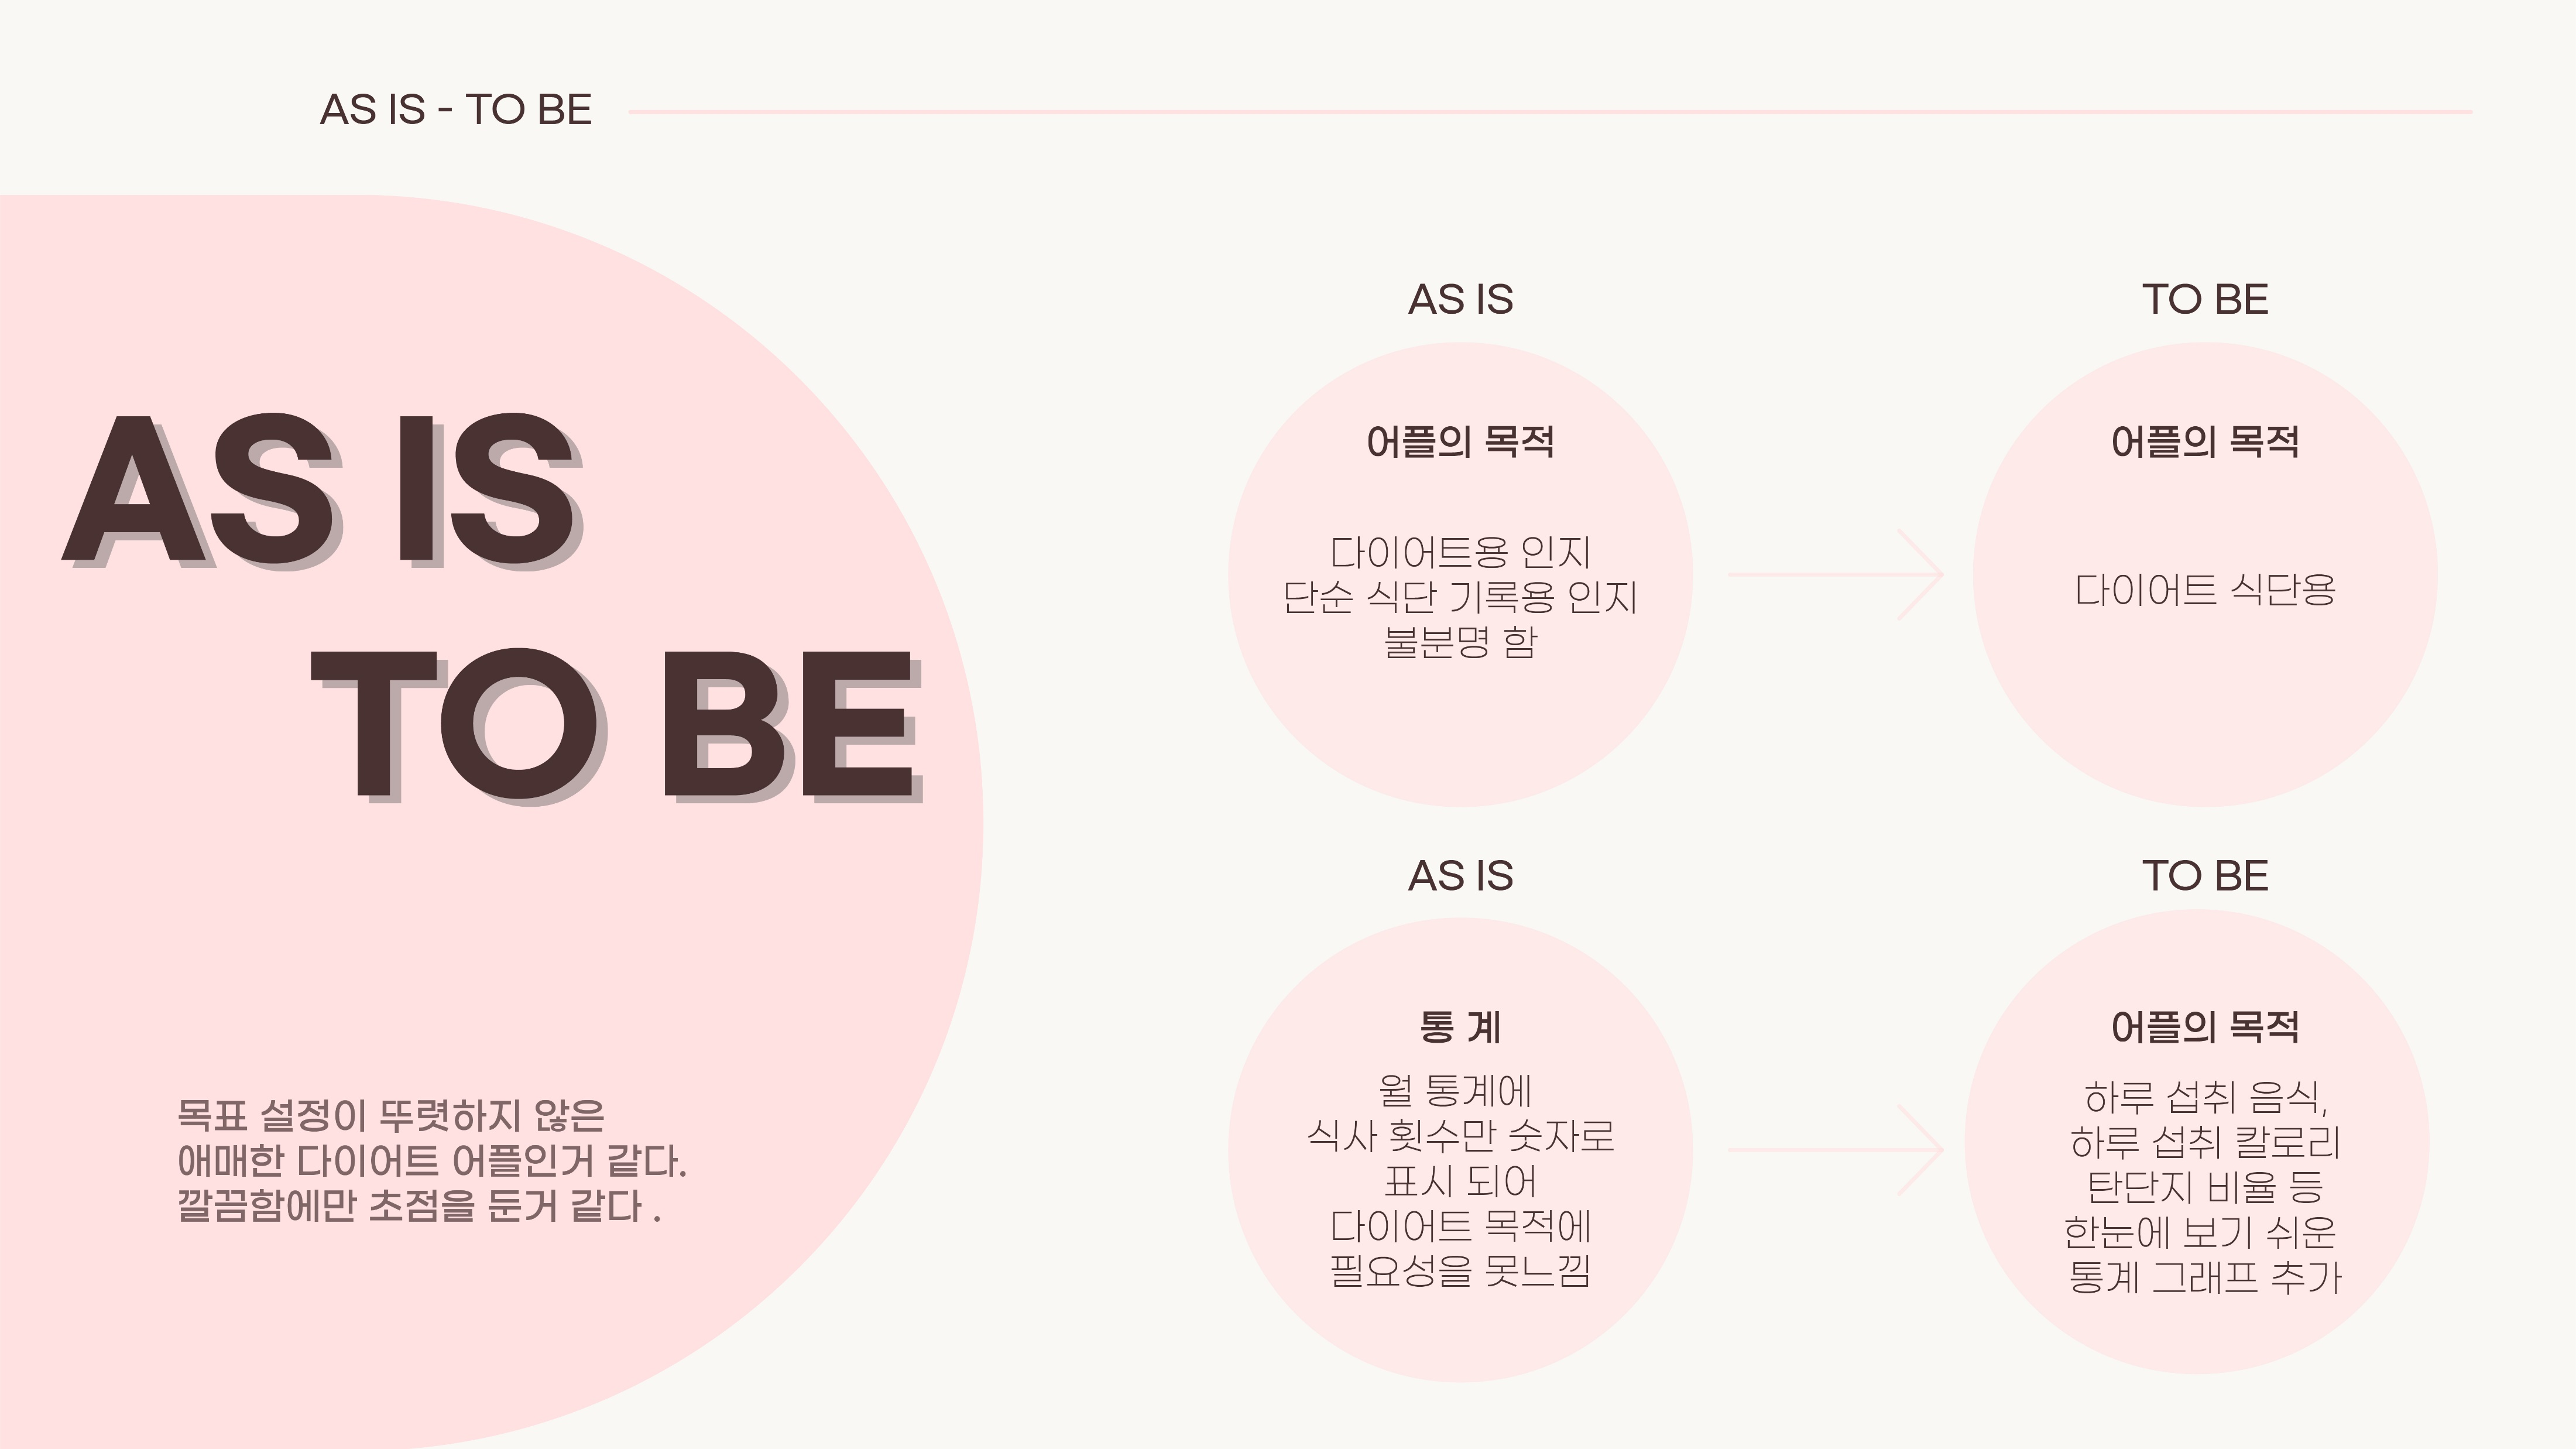 AS IS - TO BE
AS IS
TO BE
목표 설정이 뚜렷하지 않은
애매한 다이어트 어플인거 같다.
깔끔함에만 초점을 둔거 같다 .
AS IS
어플의 목적
다이어트용 인지
단순 식단 기록용 인지
불분명 함
TO BE
어플의 목적
다이어트 식단용
AS IS
통 계
월 통계에
식사 횟수만 숫자로
표시 되어
다이어트 목적에
필요성을 못느낌
TO BE
어플의 목적
하루 섭취 음식,
하루 섭취 칼로리
탄단지 비율 등
한눈에 보기 쉬운
통계 그래프 추가